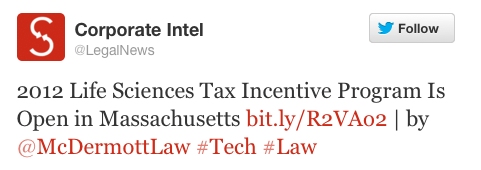 Corporate Intel
@LegalNews
Follow
2012 Life Sciences Tax Incentive Program Is
Open in Massachusetts bit.ly/R2VAo2 | by
@McDermottLaw #Tech #Law